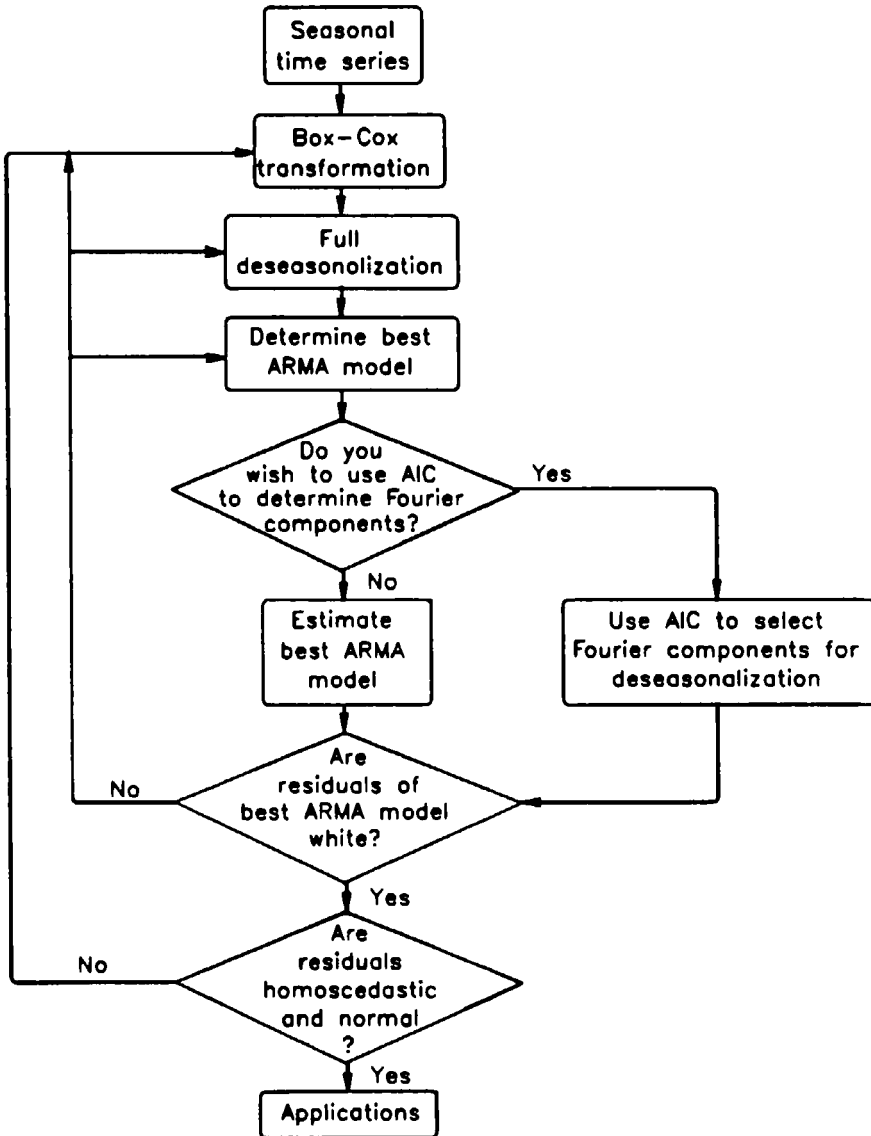 Seasonal
time series
Box-Cox
transformation
Full
deseasonolization
Determine best
ARMA model
Do you
wish to use AIC
to determine Fourier
components?
Yes
No
Estimate
best ARMA
model
Use AIC to select
Fourier components for
deseasonalization
Are
residuals of
best ARMA model
white?
No
Yes
Are
residuals
homoscedastic
and normal
?
No
Yes
Applications